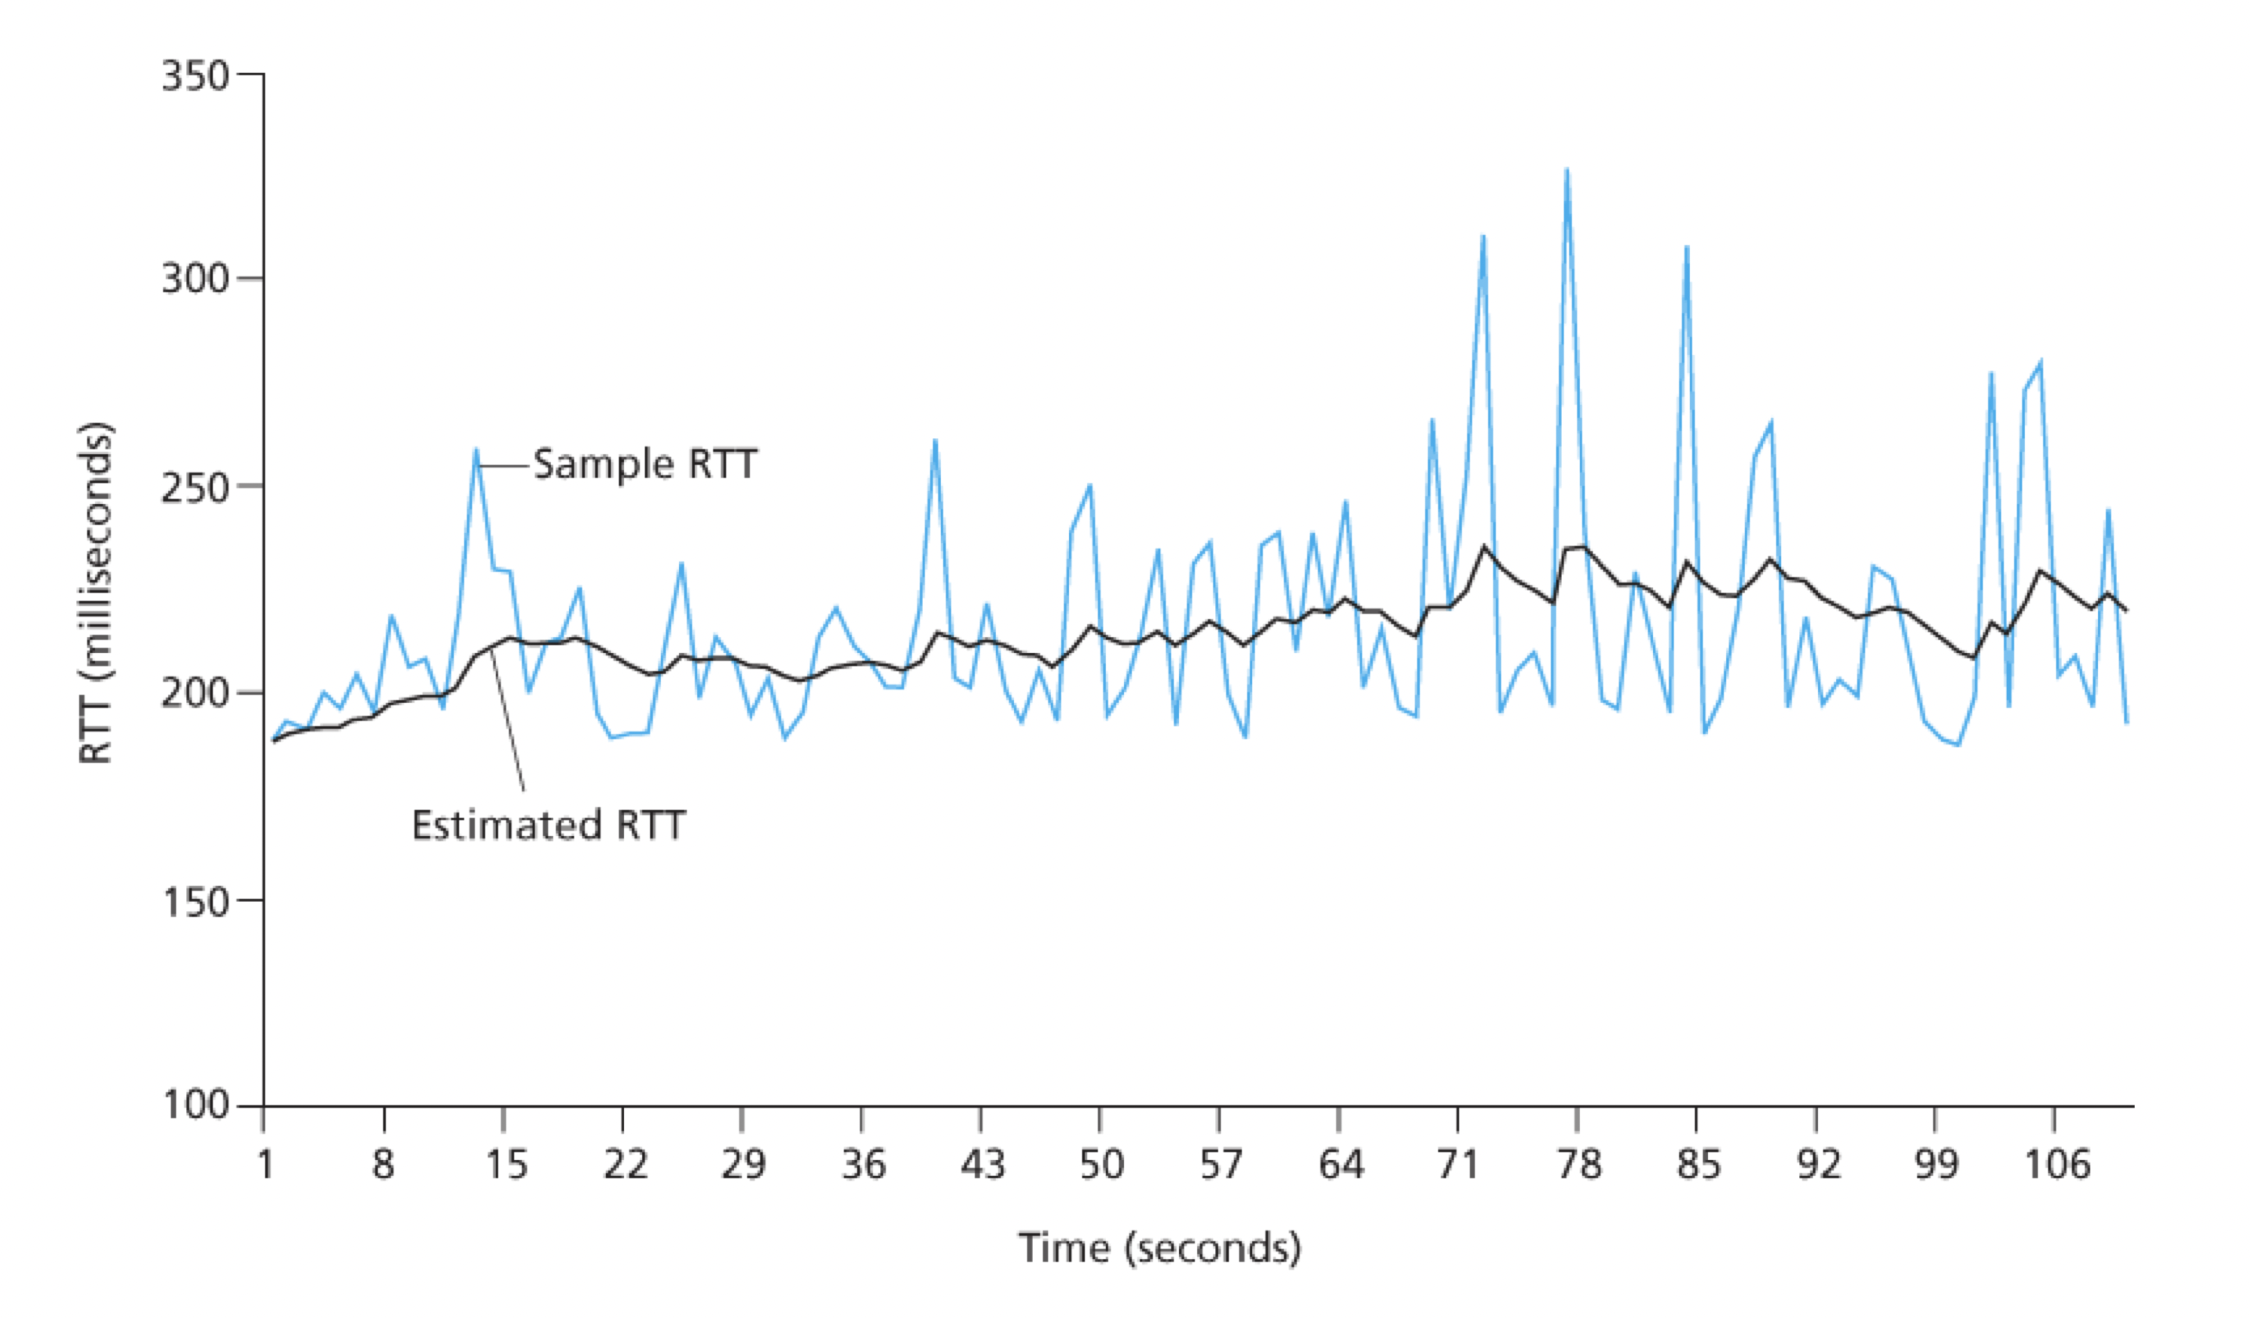 350
300
250
200
150
100
RTT (milliseconds)
Sample RTT
Estimated RTT
1 8 15 22 29 36 43 50 57 64 71 78 85 92 99 106
Time (seconds)